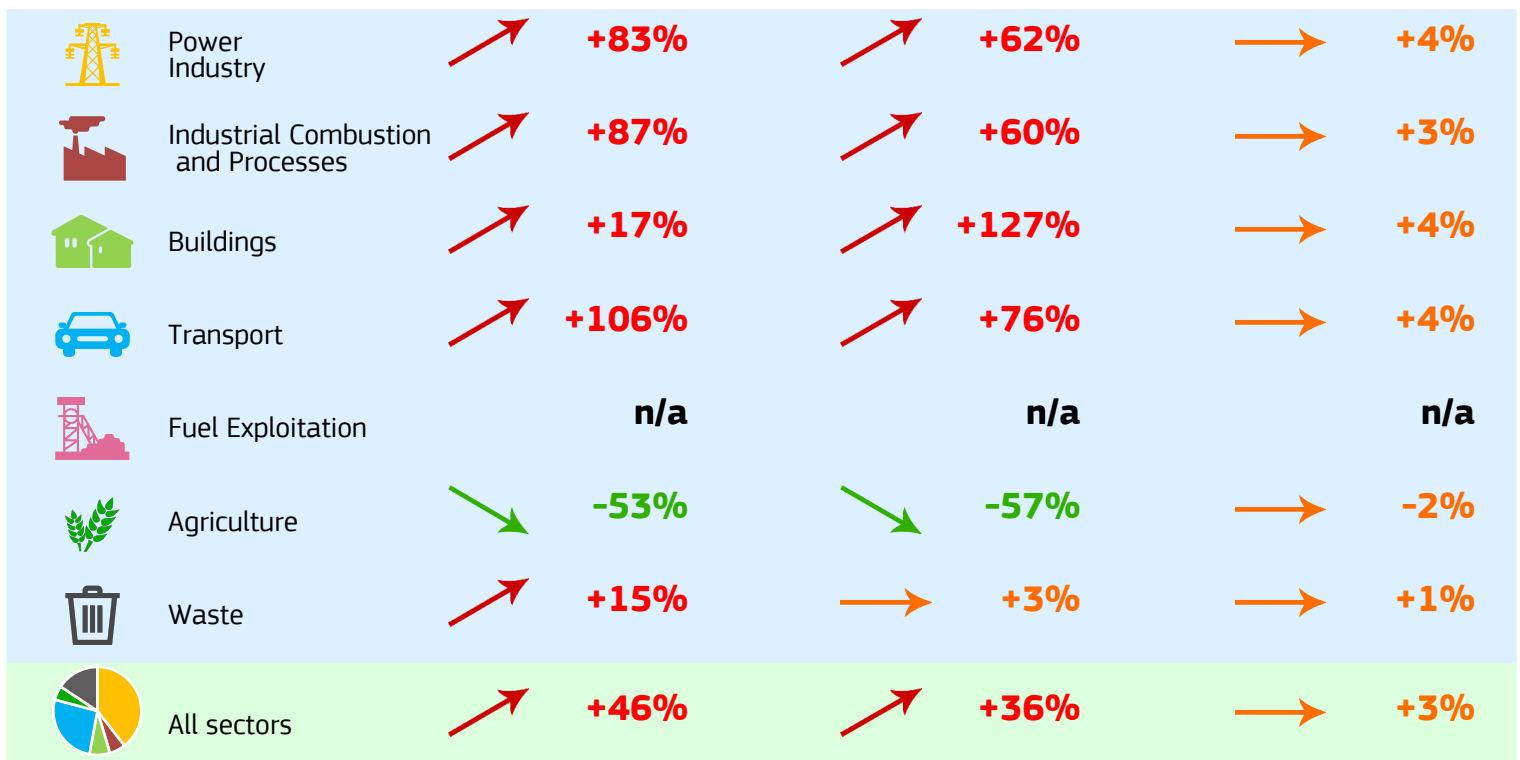 Power
Industry
+83%
+62%
+4%
Industrial Combustion
and Processes
+87%
+60%
+3%
Buildings
+17%
+127%
+4%
Transport
+106%
+76%
+4%
Fuel Exploitation
n/a
n/a
n/a
Agriculture
-53%
-57%
-2%
Waste
+15%
+3%
+1%
All sectors
+46%
+36%
+3%